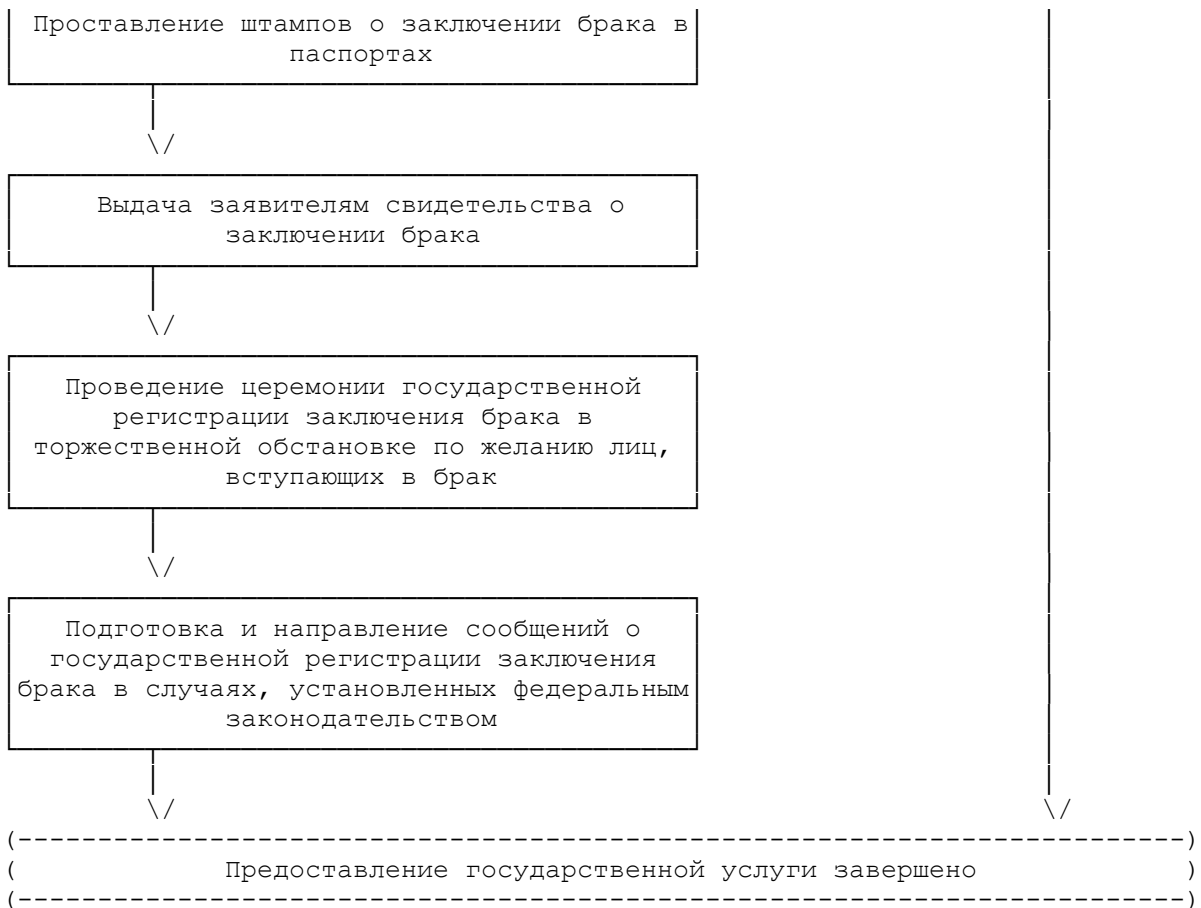 Проставление штампов о заключении брака в
паспортах
Выдача заявителям свидетельства о
заключении брака
Проведение церемонии государственной
регистрации заключения брака в
торжественной обстановке по желанию лиц,
вступающих в брак
Подготовка и направление сообщений о
государственной регистрации заключения
брака в случаях, установленных федеральным
законодательством
Предоставление государственной услуги завершено